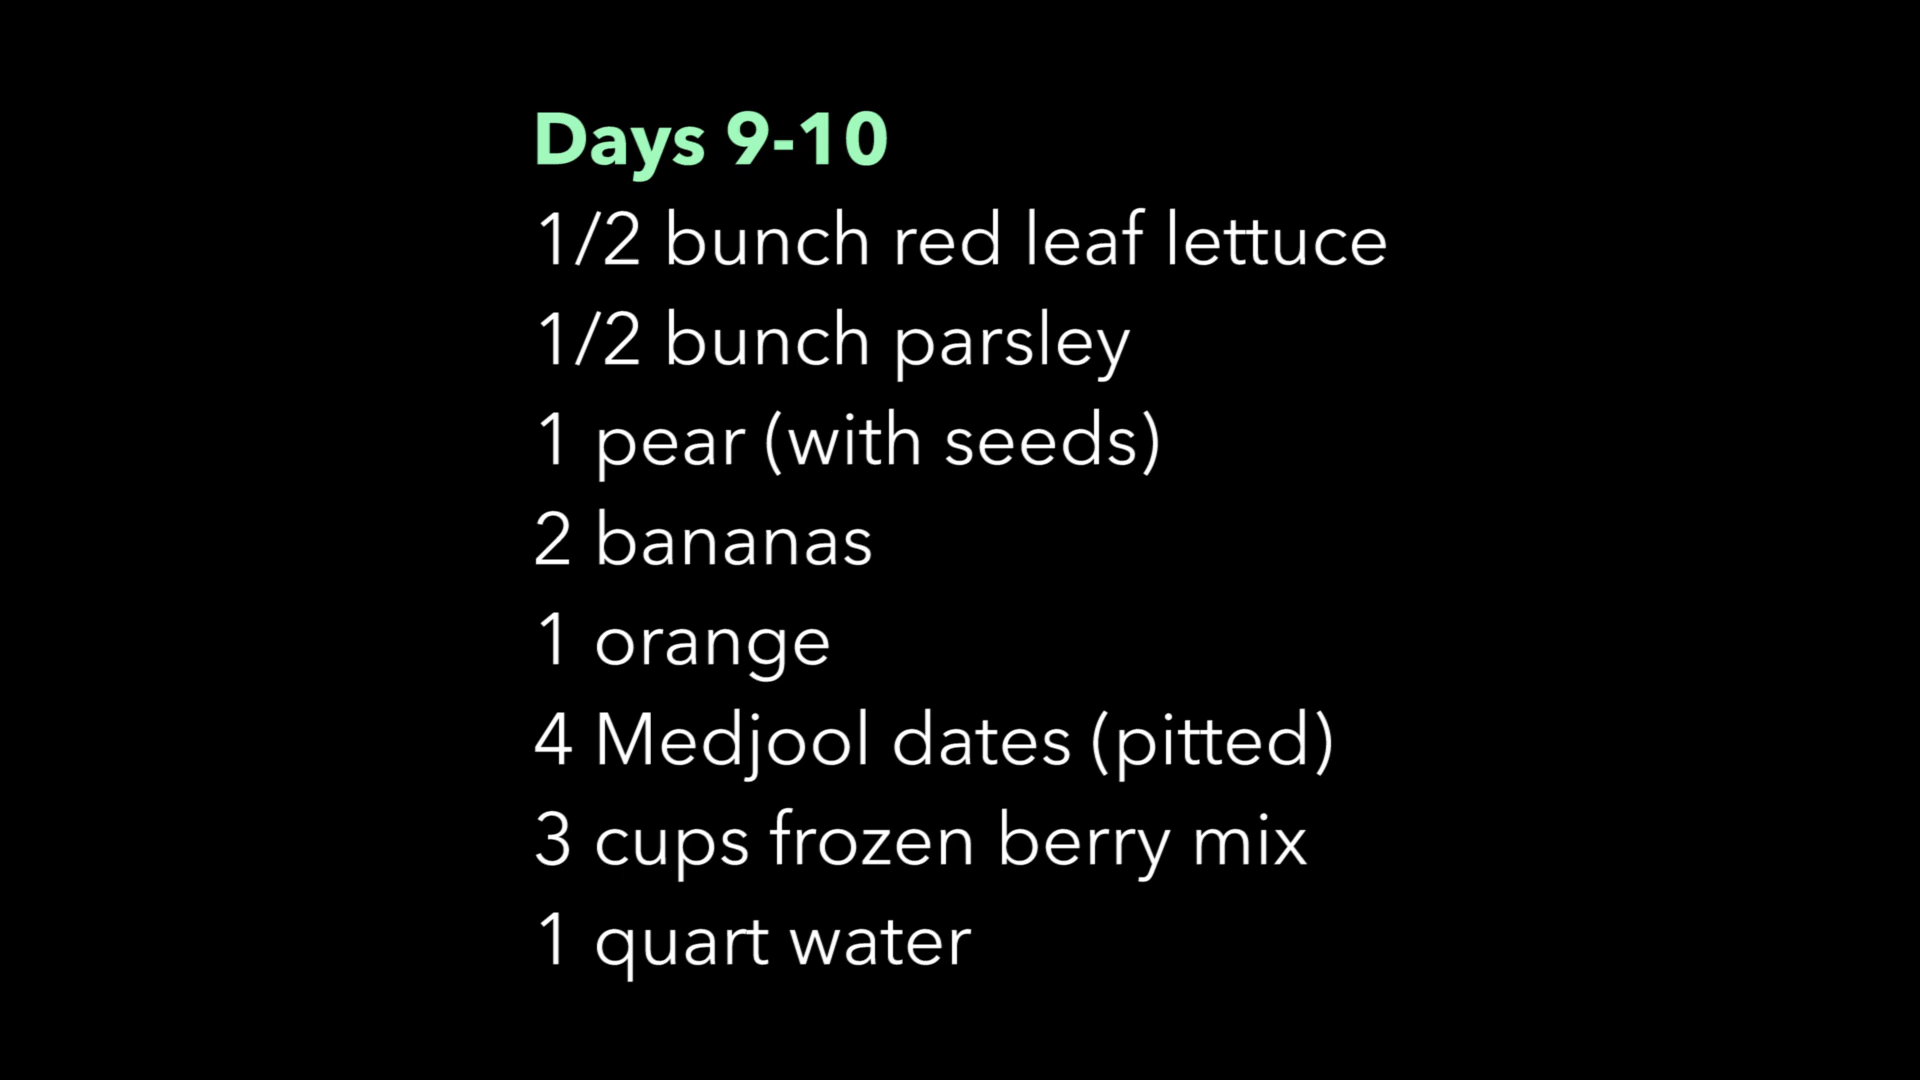 Days 9-10
1/2 bunch red leaf lettuce
1/2 bunch parsley
1 pear (with seeds)
2 bananas
1 orange
4 Medjool dates (pitted)
3 cups frozen berry mix
1 quart water